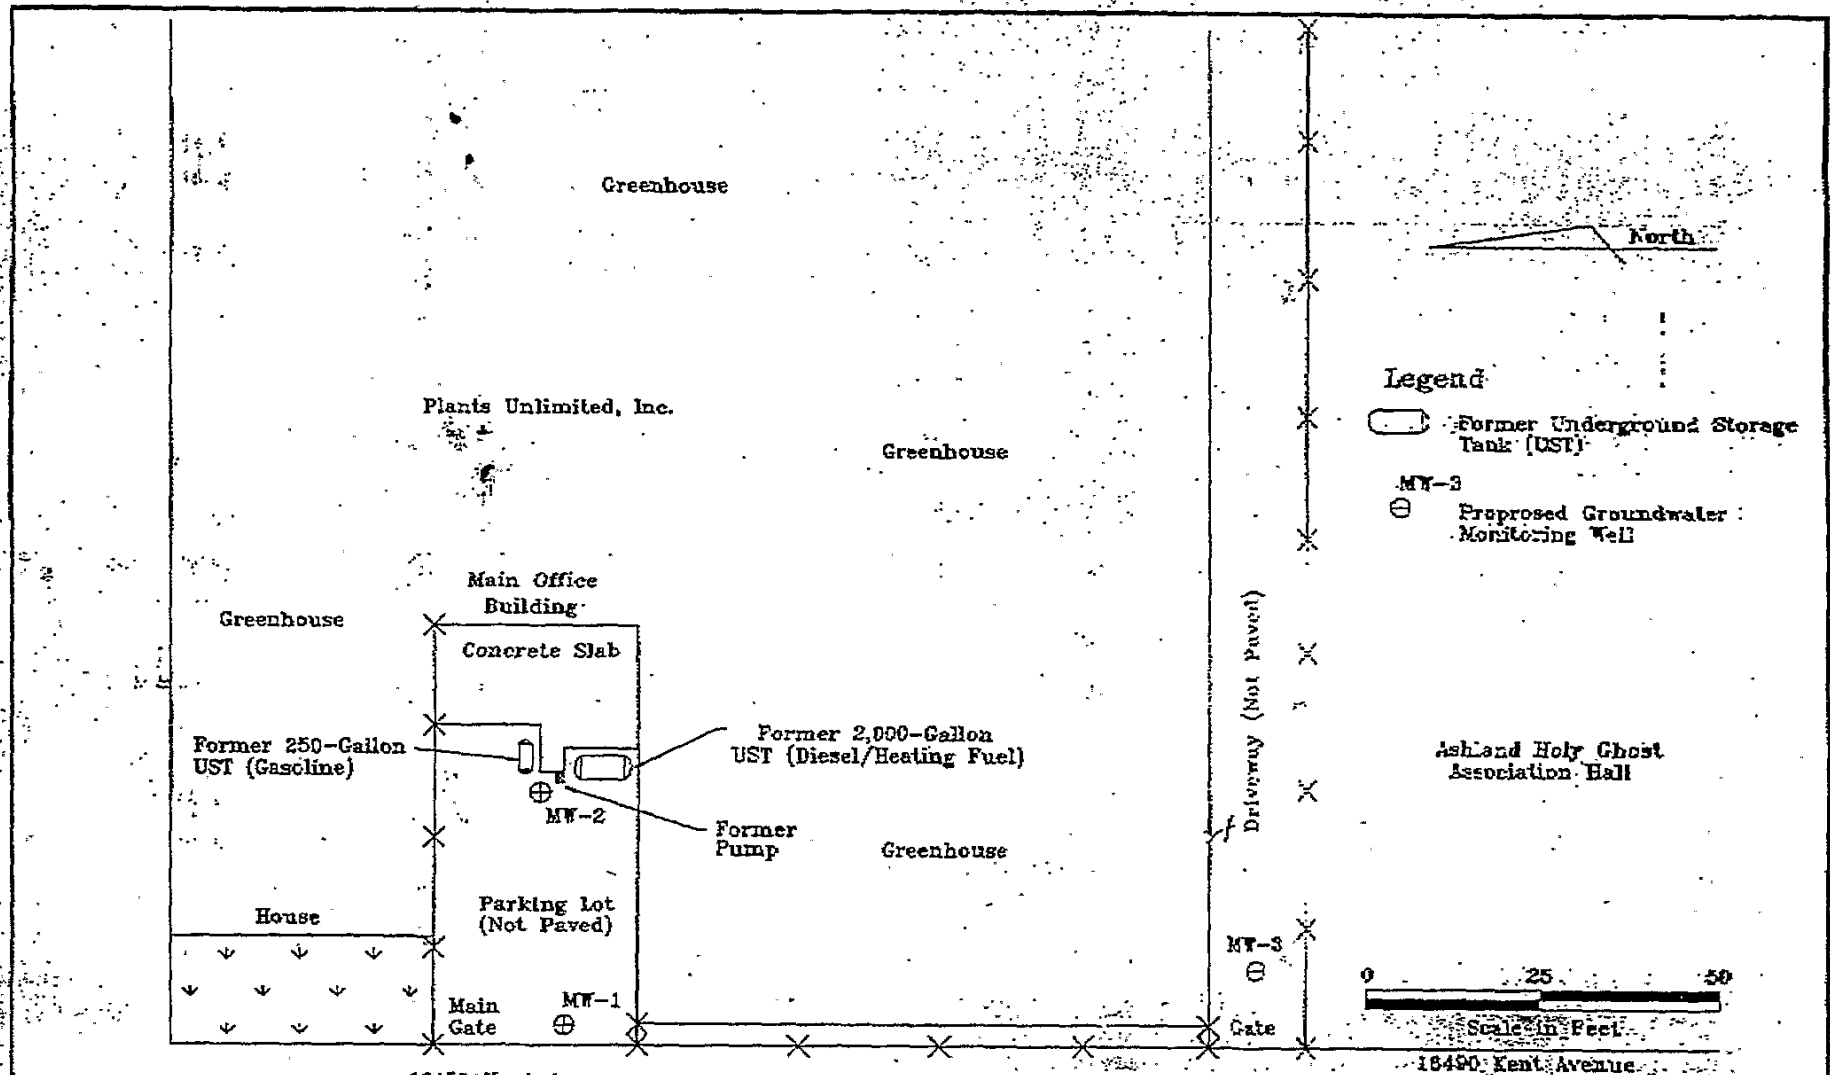 Greenhouse
North
Legend
Former Underground Storage
Tank (UST)
MW-3
Proprosed Groundwater
Monitoring Well
Plants Unlimited, Inc.
Greenhouse
Main Office
Building
Greenhouse
Concrete Slab
Driveway (Not Paved)
Former 250-Gallon
UST (Gasoline)
Former 2,000-Gallon
UST (Diesel/Heating Fuel)
Ashland Holy Ghost
Association Hall
MW-2
Former
Pump
Greenhouse
Parking Lot
(Not Paved)
House
MW-3
0 25 50
Scale in Feet
Main
Gate
MW-1
Gate
16490 Kent Avenue